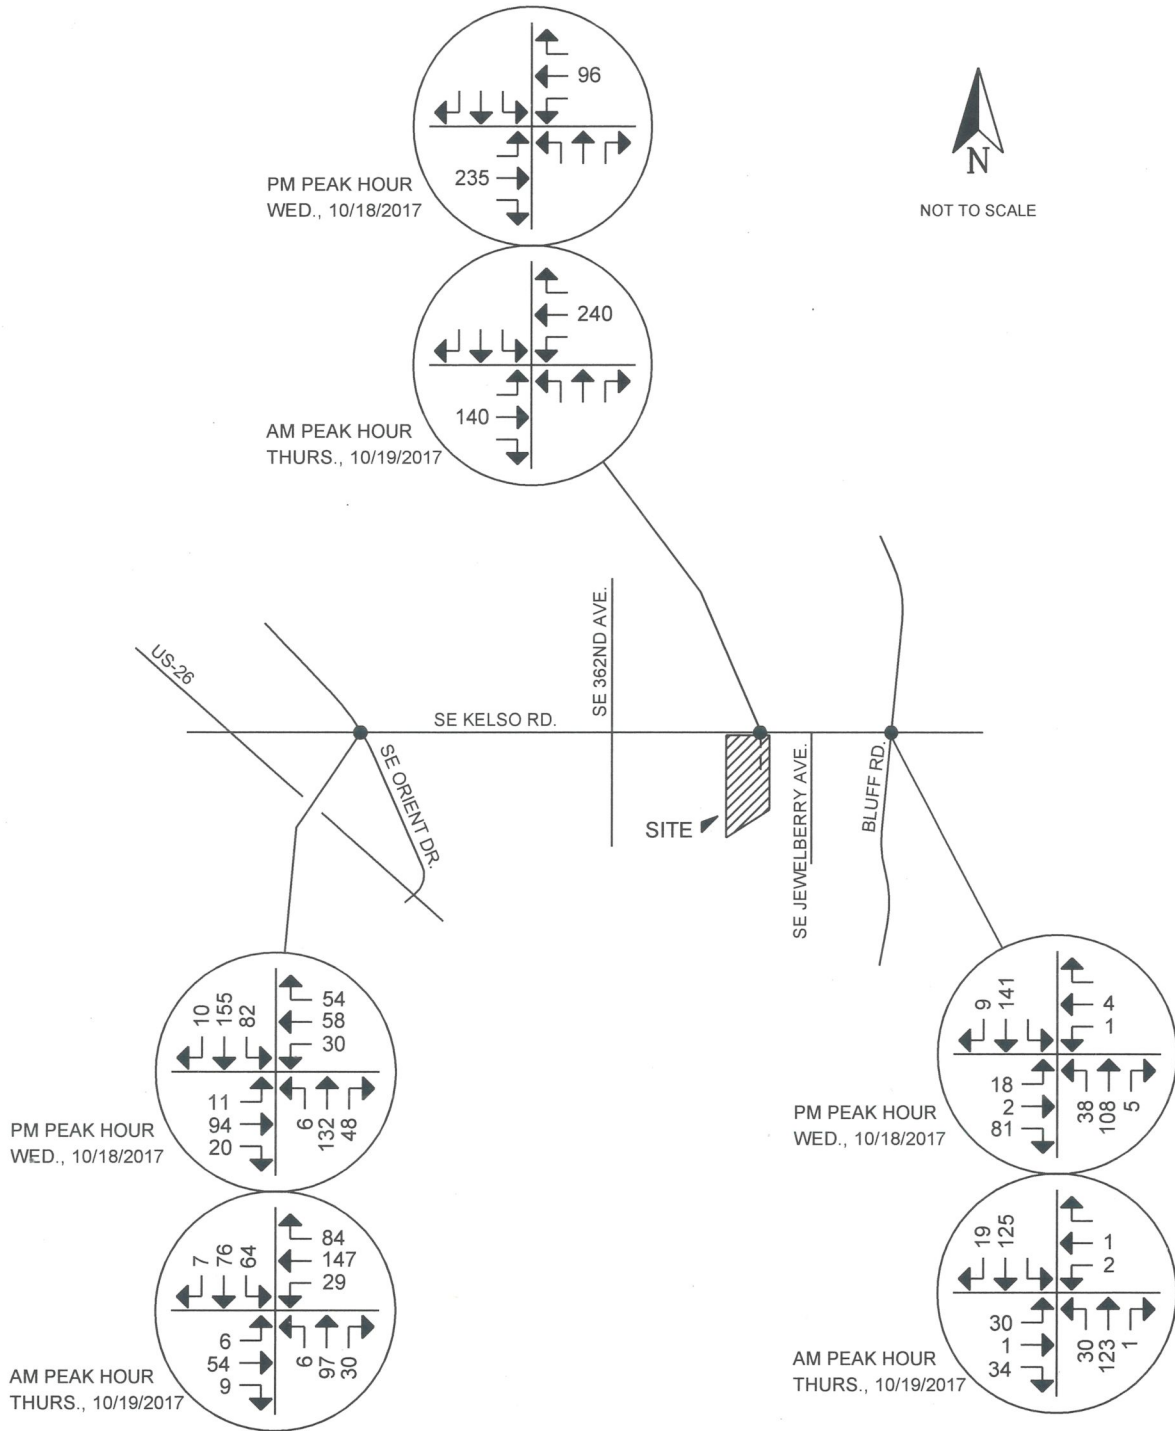 96
235
PM PEAK HOUR
WED., 10/18/2017
N
NOT TO SCALE
240
140
AM PEAK HOUR
THURS., 10/19/2017
US-26
SE ORIENT DR.
SE KELSO RD.
SE 362ND AVE.
SITE
SE JEWELBERRY AVE.
BLUFF RD.
10 155 82
54
58
30
11
94
20
6 132 48
PM PEAK HOUR
WED., 10/18/2017
7 76 64
84
147
29
6
54
9
6 97 30
AM PEAK HOUR
THURS., 10/19/2017
9 141
4
1
18
2
81
38 108 5
PM PEAK HOUR
WED., 10/18/2017
19 125
1
2
30
1
34
30 123 1
AM PEAK HOUR
THURS., 10/19/2017